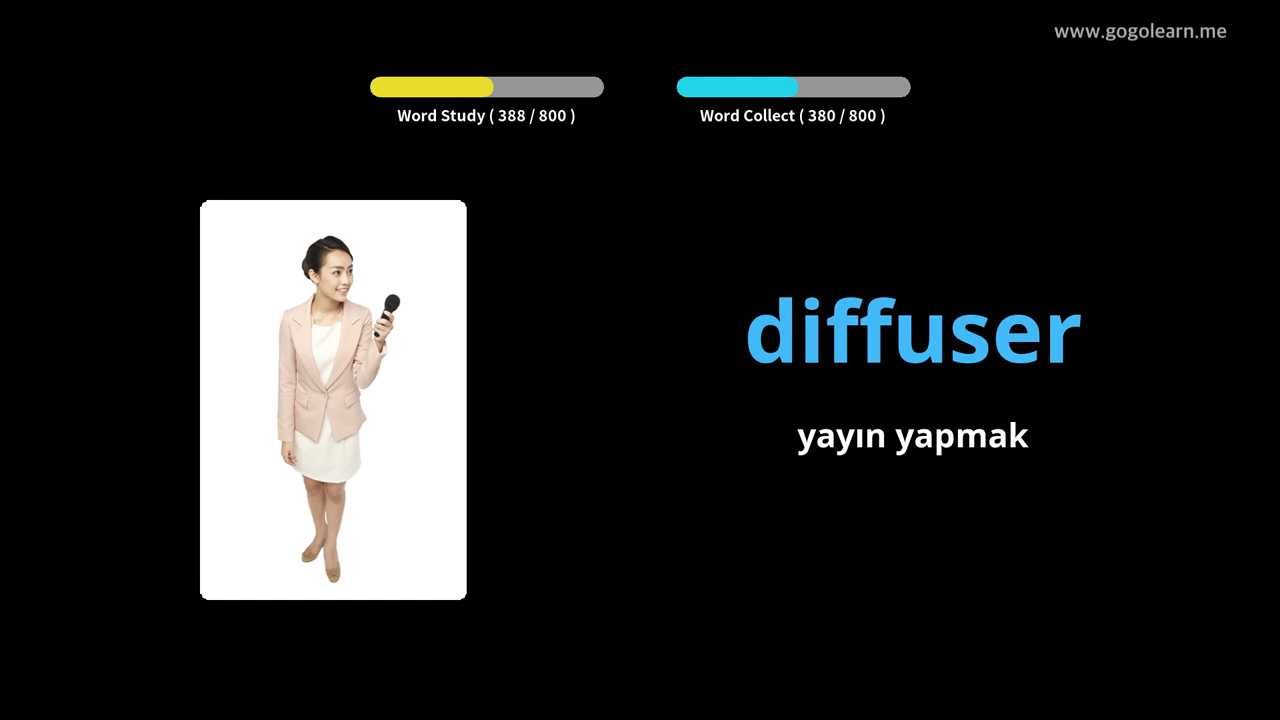 www.gogolearn.me
Word Study ( 388 / 800 )
Word Collect ( 380 / 800 )
diffuser
yayın yapmak